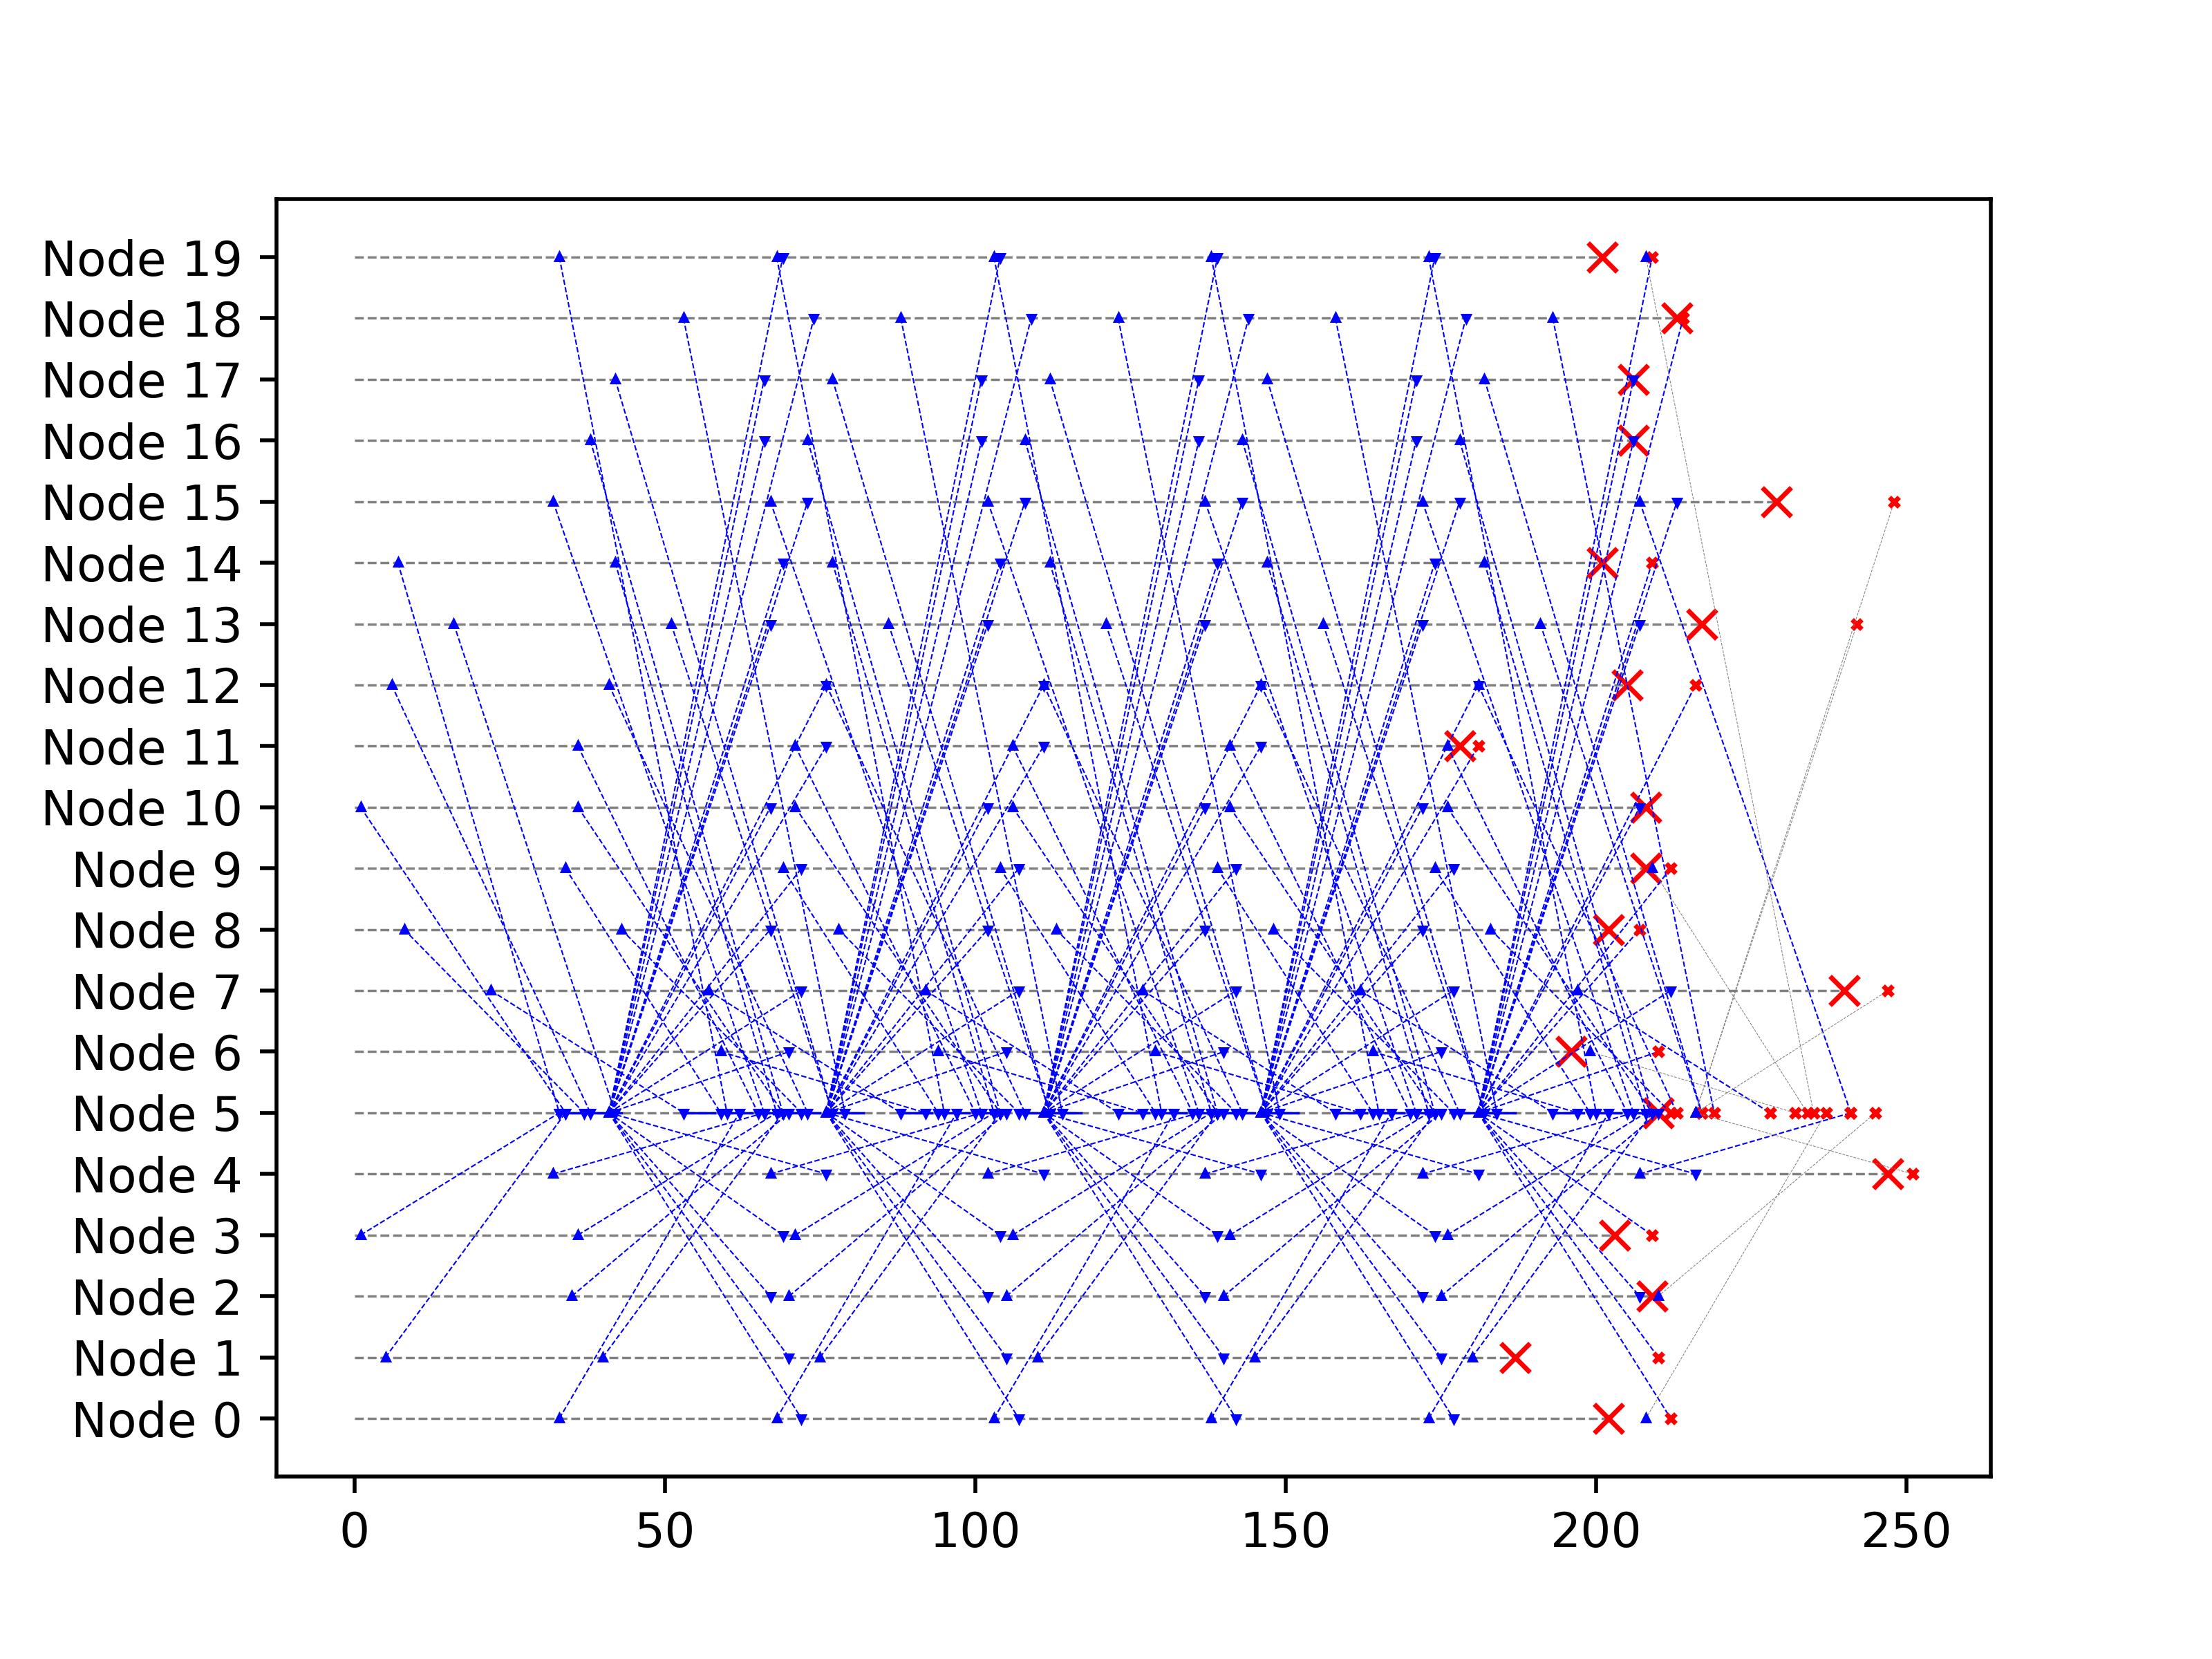 Node 19
Node 18
Node 17
Node 16
Node 15
Node 14
Node 13
Node 12
Node 11
Node 10
Node 9
Node 8
Node 7
Node 6
Node 5
Node 4
Node 3
Node 2
Node 1
Node 0
0 50 100 150 200 250